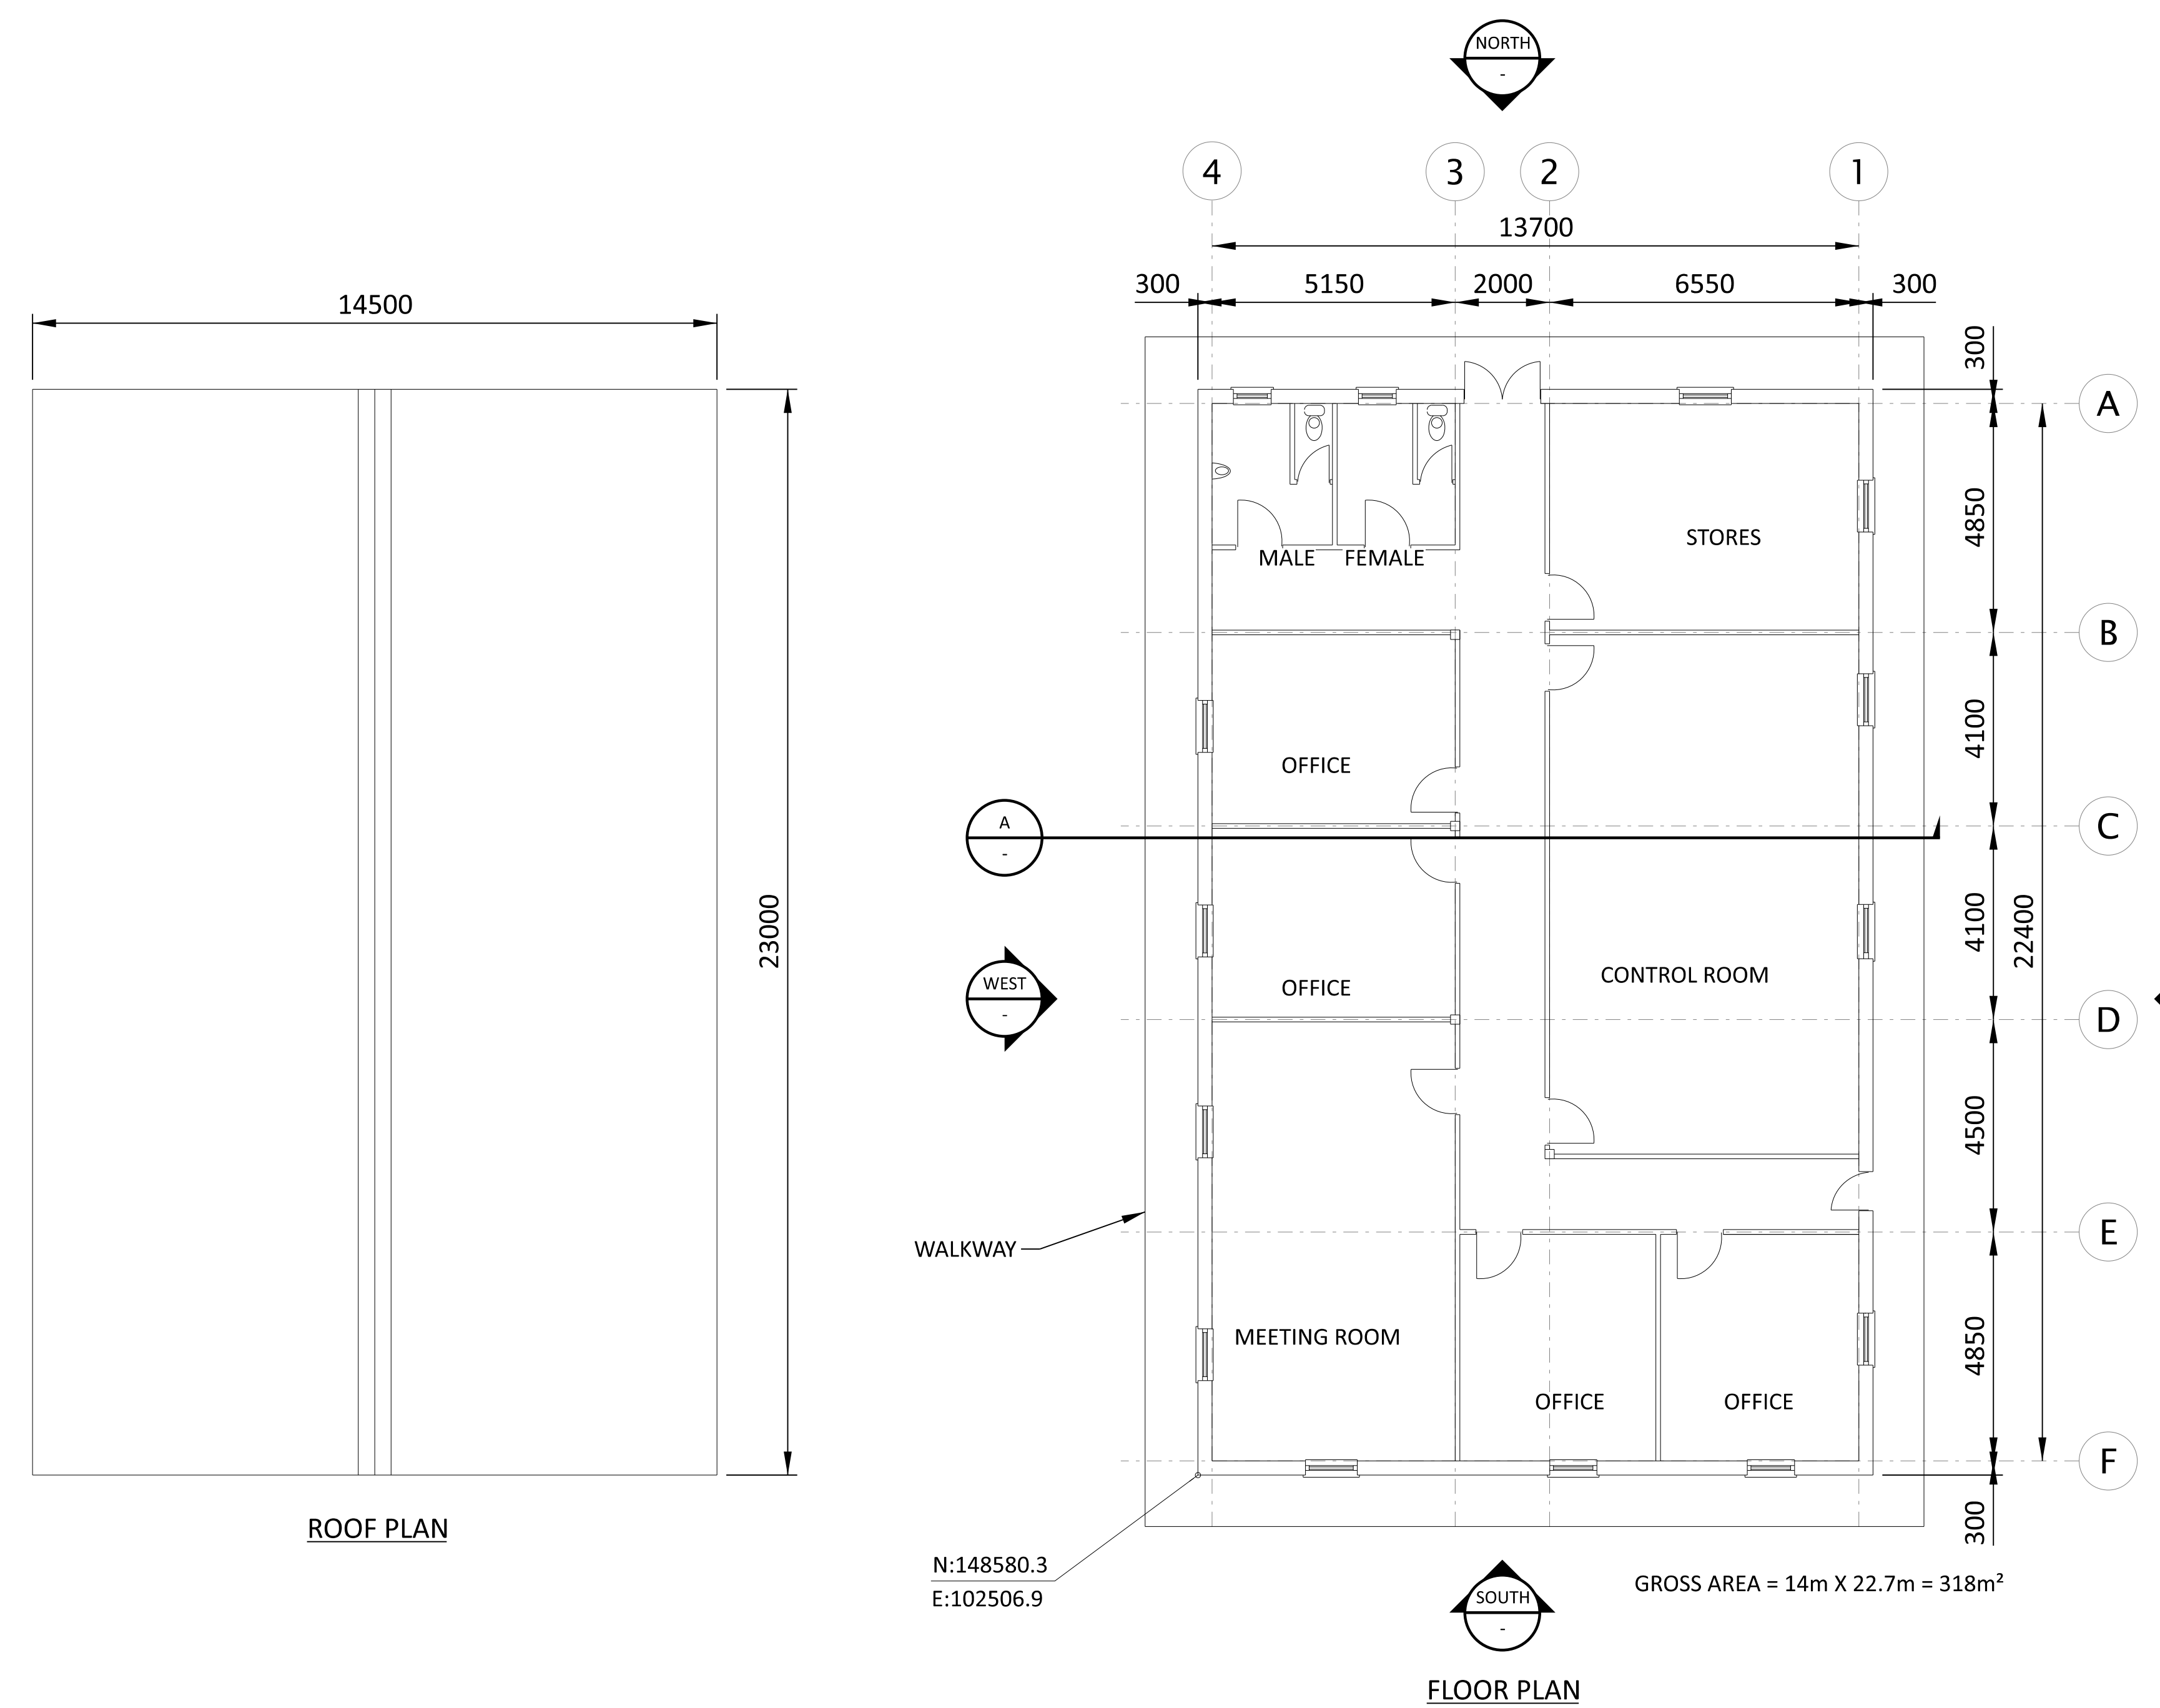 NORTH
-
4
3
2
1
13700
300
5150
2000
6550
300
14500
300
A
4850
STORES
MALE
FEMALE
B
4100
OFFICE
A
-
C
23000
4100
22400
WEST
-
OFFICE
CONTROL ROOM
D
4500
WALKWAY
E
MEETING ROOM
4850
OFFICE
OFFICE
F
300
ROOF PLAN
N:148580.3
E:102506.9
SOUTH
-
GROSS AREA = 14m X 22.7m = 318m²
FLOOR PLAN